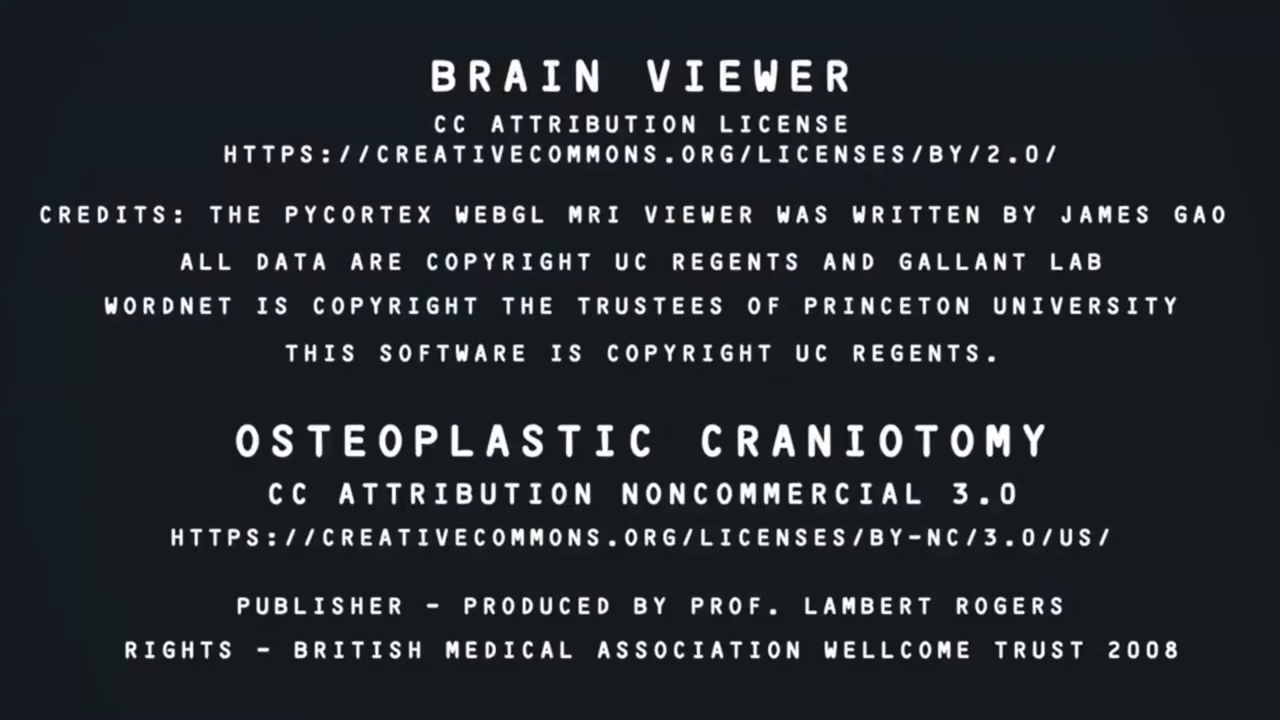 BRAIN VIEWER
CC ATTRIBUTION LICENSE
HTTPS://CREATIVECOMMONS.ORG/LICENSES/BY/2.0/
CREDITS: THE PYCORTEX WEBGL MRI VIEWER WAS WRITTEN BY JAMES GAO
ALL DATA ARE COPYRIGHT UC REGENTS AND GALLANT LAB
WORDNET IS COPYRIGHT THE TRUSTEES OF PRINCETON UNIVERSITY
THIS SOFTWARE IS COPYRIGHT UC REGENTS.
OSTEOPLASTIC CRANIOTOMY
CC ATTRIBUTION NONCOMMERCIAL 3.0
HTTPS://CREATIVECOMMONS.ORG/LICENSES/BY-NC/3.0/US/
PUBLISHER - PRODUCED BY PROF. LAMBERT ROGERS
RIGHTS - BRITISH MEDICAL ASSOCIATION WELLCOME TRUST 2008